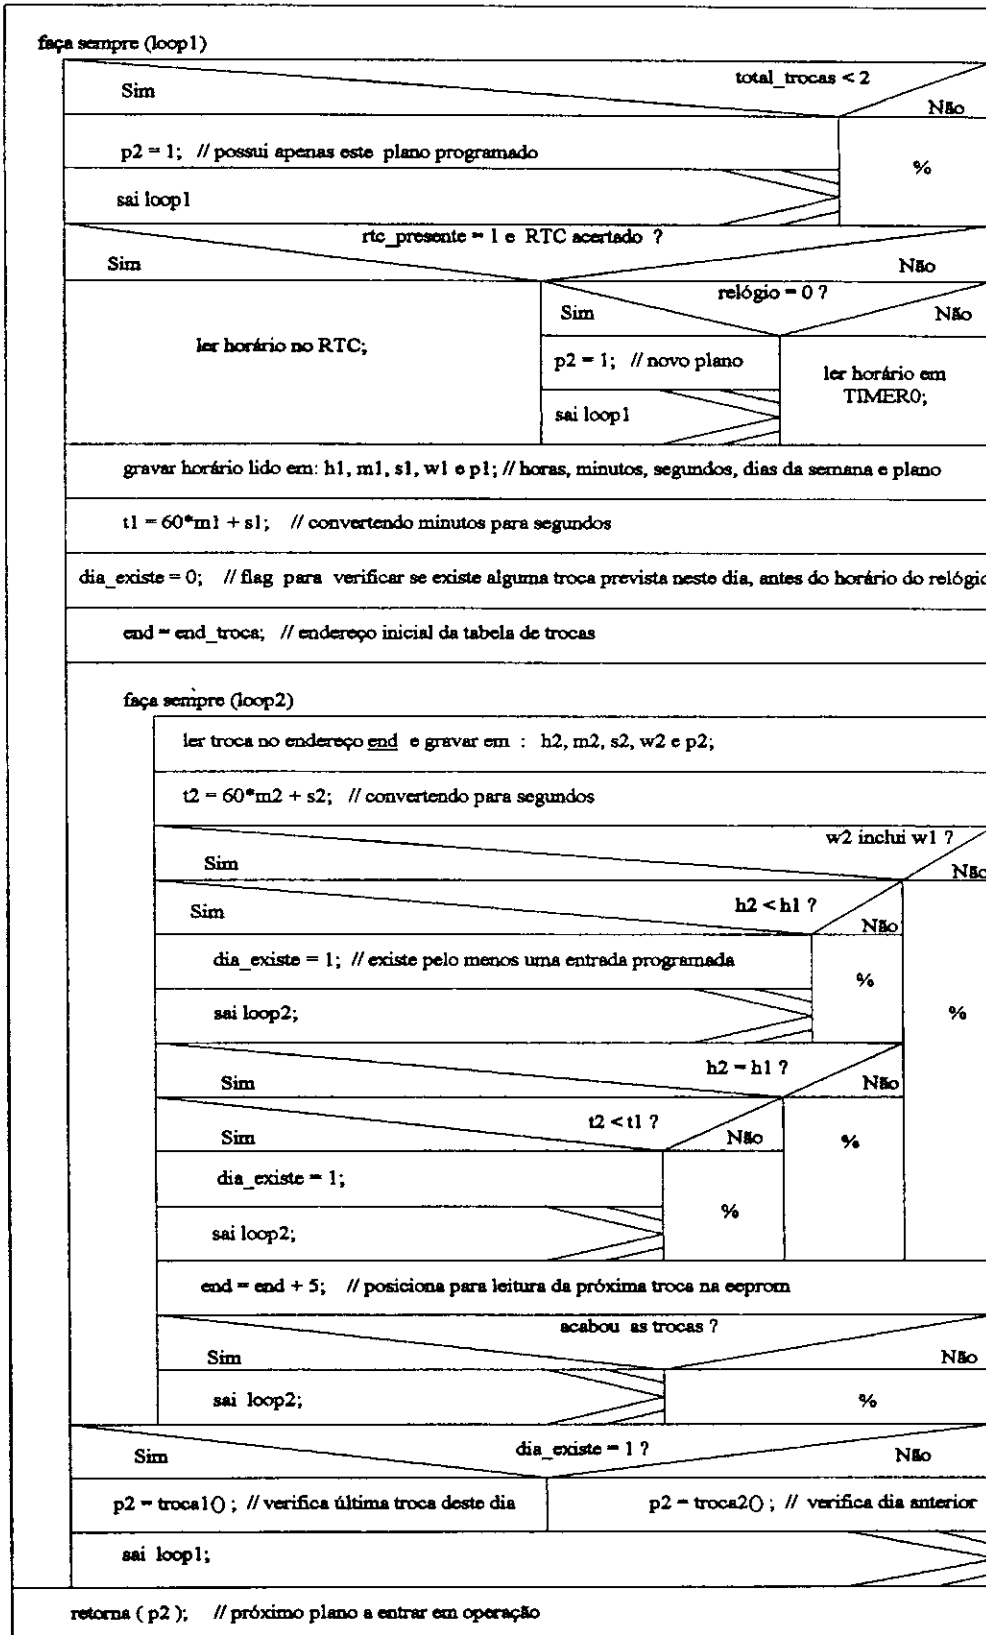 faça sempre (loop1)
total_trocas < 2
Sim
Não
p2 = 1; // possui apenas este plano programado
%
sai loop1
rtc_presente = 1 e RTC acertado ?
Sim
Não
relógio = 0 ?
Sim
Não
ler horário no RTC;
p2 = 1; // novo plano
ler horário em
TIMER0;
sai loop1
gravar horário lido em: h1, m1, s1, w1 e p1; // horas, minutos, segundos, dias da semana e plano
t1 = 60*m1 + s1; // convertendo minutos para segundos
dia_existe = 0; // flag para verificar se existe alguma troca prevista neste dia, antes do horário do relógio
end = end_troca; // endereço inicial da tabela de trocas
faça sempre (loop2)
ler troca no endereço end e gravar em : h2, m2, s2, w2 e p2;
t2 = 60*m2 + s2; // convertendo para segundos
w2 inclui w1 ?
Sim
Não
h2 < h1 ?
Sim
Não
dia_existe = 1; // existe pelo menos uma entrada programada
%
sai loop2;
%
h2 = h1 ?
Sim
Não
t2 < t1 ?
Sim
Não
%
dia_existe = 1;
%
sai loop2;
end = end + 5; // posiciona para leitura da próxima troca na eeprom
acabou as trocas ?
Sim
Não
sai loop2;
%
dia_existe = 1 ?
Sim
Não
p2 = troca1() ; // verifica última troca deste dia
p2 = troca2() ; // verifica dia anterior
sai loop1;
retorna ( p2 ); // próximo plano a entrar em operação